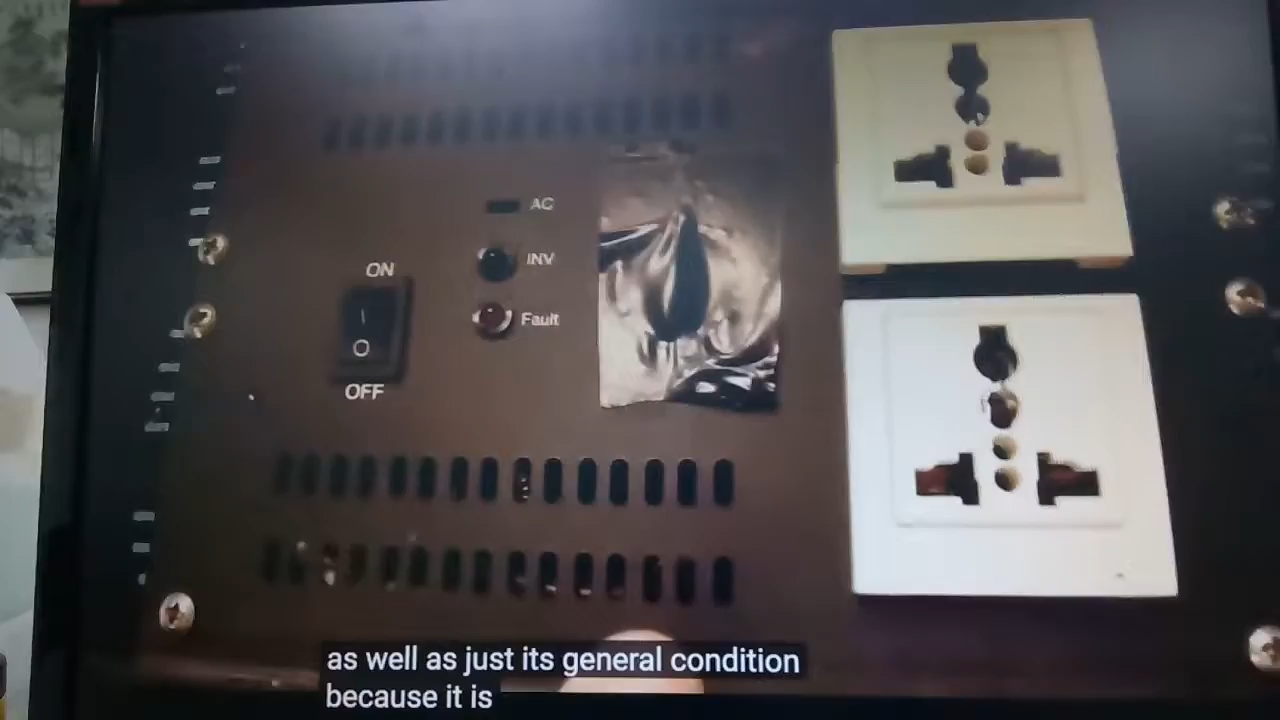 AC
INV
ON
Fault
I
O
OFF
as well as just its general condition
because it is